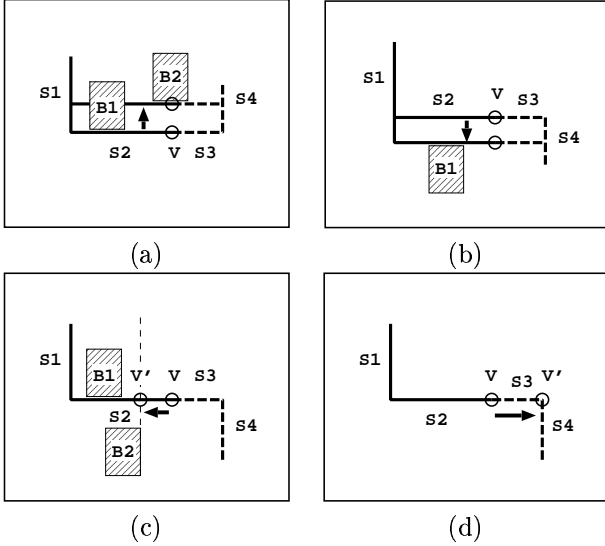 B2
S1
B1
S4
S2 V S3
(a)
S1
V
S2 S3
S4
B1
(b)
S1
B1 V' V S3
S2
S4
B2
(c)
S1
V S3 V'
S2 S4
(d)